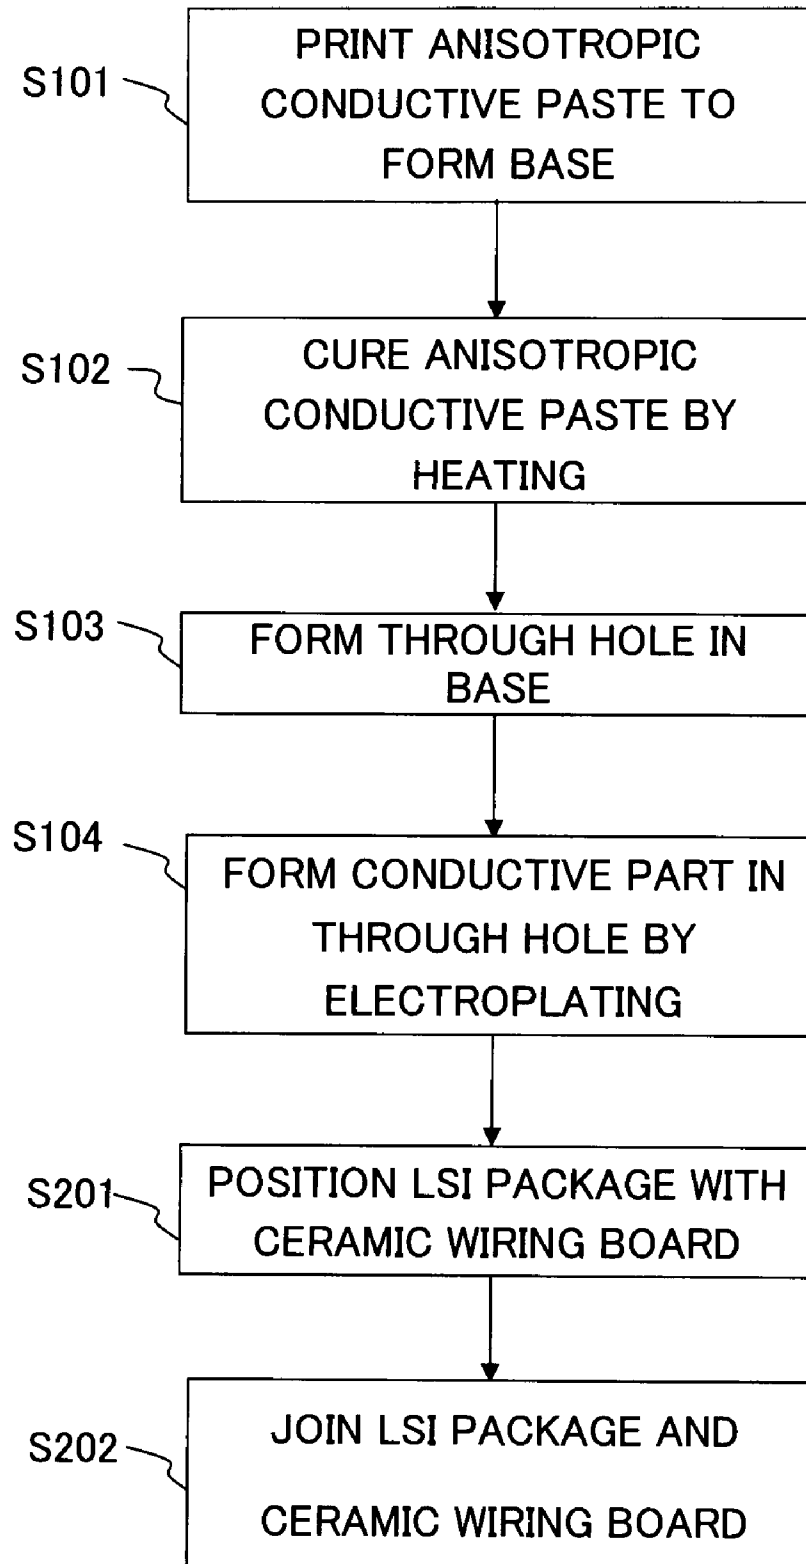 S101
PRINT ANISOTROPIC
CONDUCTIVE PASTE TO
FORM BASE
S102
CURE ANISOTROPIC
CONDUCTIVE PASTE BY
HEATING
S103
FORM THROUGH HOLE IN
BASE
S104
FORM CONDUCTIVE PART IN
THROUGH HOLE BY
ELECTROPLATING
S201
POSITION LSI PACKAGE WITH
CERAMIC WIRING BOARD
S202
JOIN LSI PACKAGE AND
CERAMIC WIRING BOARD